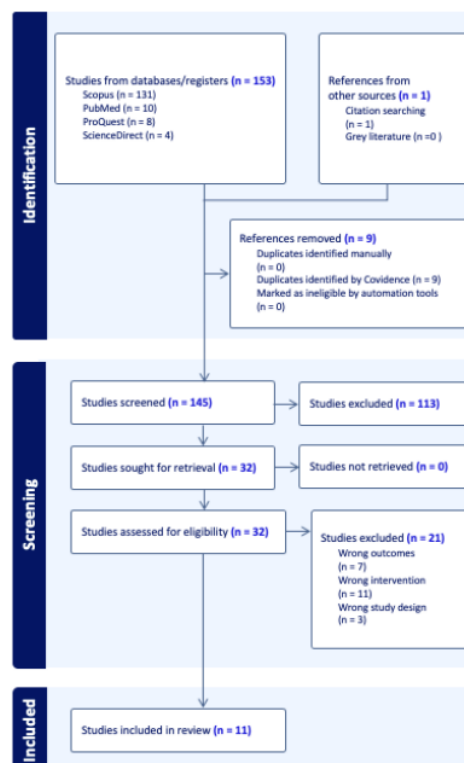 Identification
Studies from databases/registers (n = 153)
Scopus (n = 131)
PubMed (n = 10)
ProQuest (n = 8)
ScienceDirect (n = 4)
References from
other sources (n = 1)
Citation searching
(n = 1)
Grey literature (n =0 )
References removed (n = 9)
Duplicates identified manually
(n = 0)
Duplicates identified by Covidence (n = 9)
Marked as ineligible by automation tools
(n = 0)
Screening
Studies screened (n = 145)
Studies excluded (n = 113)
Studies sought for retrieval (n = 32)
Studies not retrieved (n = 0)
Studies assessed for eligibility (n = 32)
Studies excluded (n = 21)
Wrong outcomes
(n = 7)
Wrong intervention
(n = 11)
Wrong study design
(n = 3)
Included
Studies included in review (n = 11)